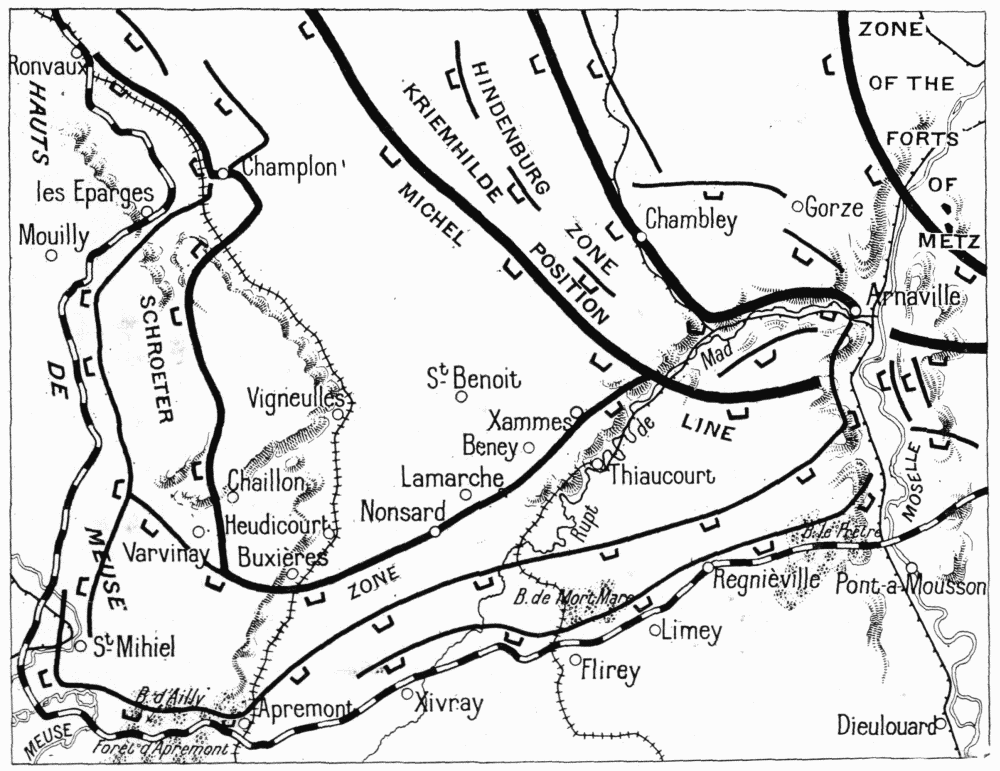 ZONE
OF THE
FORTS
OF
METZ
Ronvaux
HAUTS
DE
MEUSE
HINDENBURG
ZONE
KRIEMHILDE
POSITION
MICHEL
LINE
Champlon
les Eparges
Mouilly
Gorze
Chambley
Arnaville
SCHROETER
ZONE
Mad
St Benoit
Vigneulles
Xammes
Beney
de
Thiaucourt
Lamarche
Chaillon
Nonsard
Rupt
MOSELLE
Heudicourt
Varvinay
Buxières
B. le Prêtre
Regnièville
Pont-à-Mousson
B. de Mort-Mare
Limey
St Mihiel
Flirey
B. d'Ailly
Apremont
Xivray
Dieulouard
MEUSE
Forêt d'Apremont